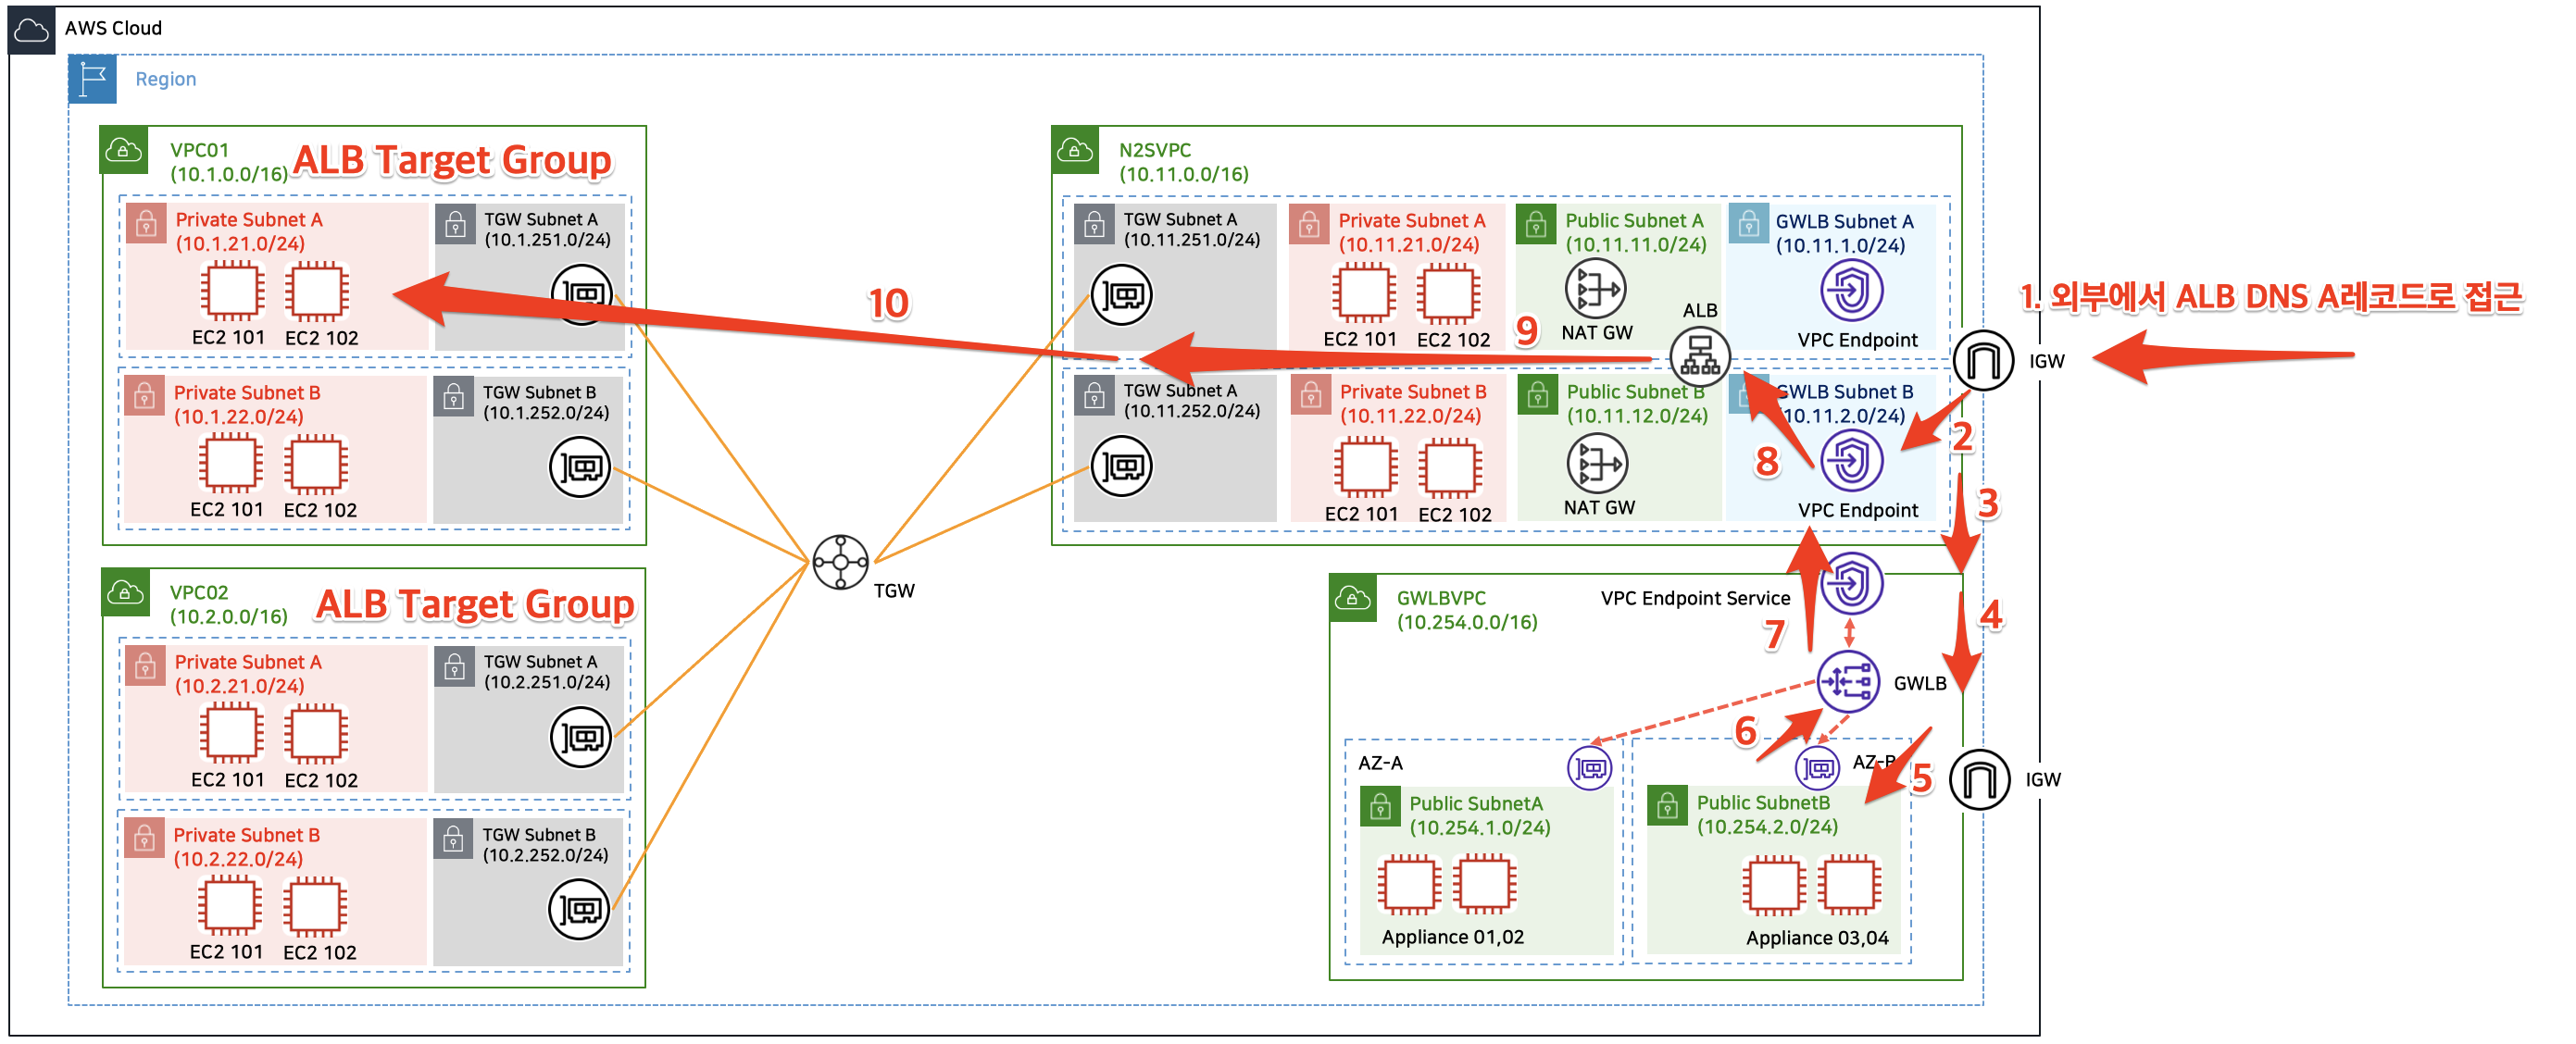 AWS Cloud
Region
VPC01
(10.1.0.0/16)
ALB Target Group
Private Subnet A
(10.1.21.0/24)
EC2 101
EC2 102
TGW Subnet A
(10.1.251.0/24)
Private Subnet B
(10.1.22.0/24)
EC2 101
EC2 102
TGW Subnet B
(10.1.252.0/24)
VPC02
(10.2.0.0/16)
ALB Target Group
Private Subnet A
(10.2.21.0/24)
EC2 101
EC2 102
TGW Subnet A
(10.2.251.0/24)
Private Subnet B
(10.2.22.0/24)
EC2 101
EC2 102
TGW Subnet B
(10.2.252.0/24)
TGW
10
N2SVPC
(10.11.0.0/16)
TGW Subnet A
(10.11.251.0/24)
Private Subnet A
(10.11.21.0/24)
EC2 101
EC2 102
Public Subnet A
(10.11.11.0/24)
NAT GW
9
ALB
GWLB Subnet A
(10.11.1.0/24)
VPC Endpoint
TGW Subnet A
(10.11.252.0/24)
Private Subnet B
(10.11.22.0/24)
EC2 101
EC2 102
Public Subnet B
(10.11.12.0/24)
NAT GW
GWLB Subnet B
(10.11.2.0/24)
8
VPC Endpoint
1. 외부에서 ALB DNS A레코드로 접근
IGW
2
3
GWLBVPC
(10.254.0.0/16)
VPC Endpoint Service
4
7
GWLB
6
5
AZ-A
Public SubnetA
(10.254.1.0/24)
Appliance 01,02
AZ-B
Public SubnetB
(10.254.2.0/24)
Appliance 03,04
IGW